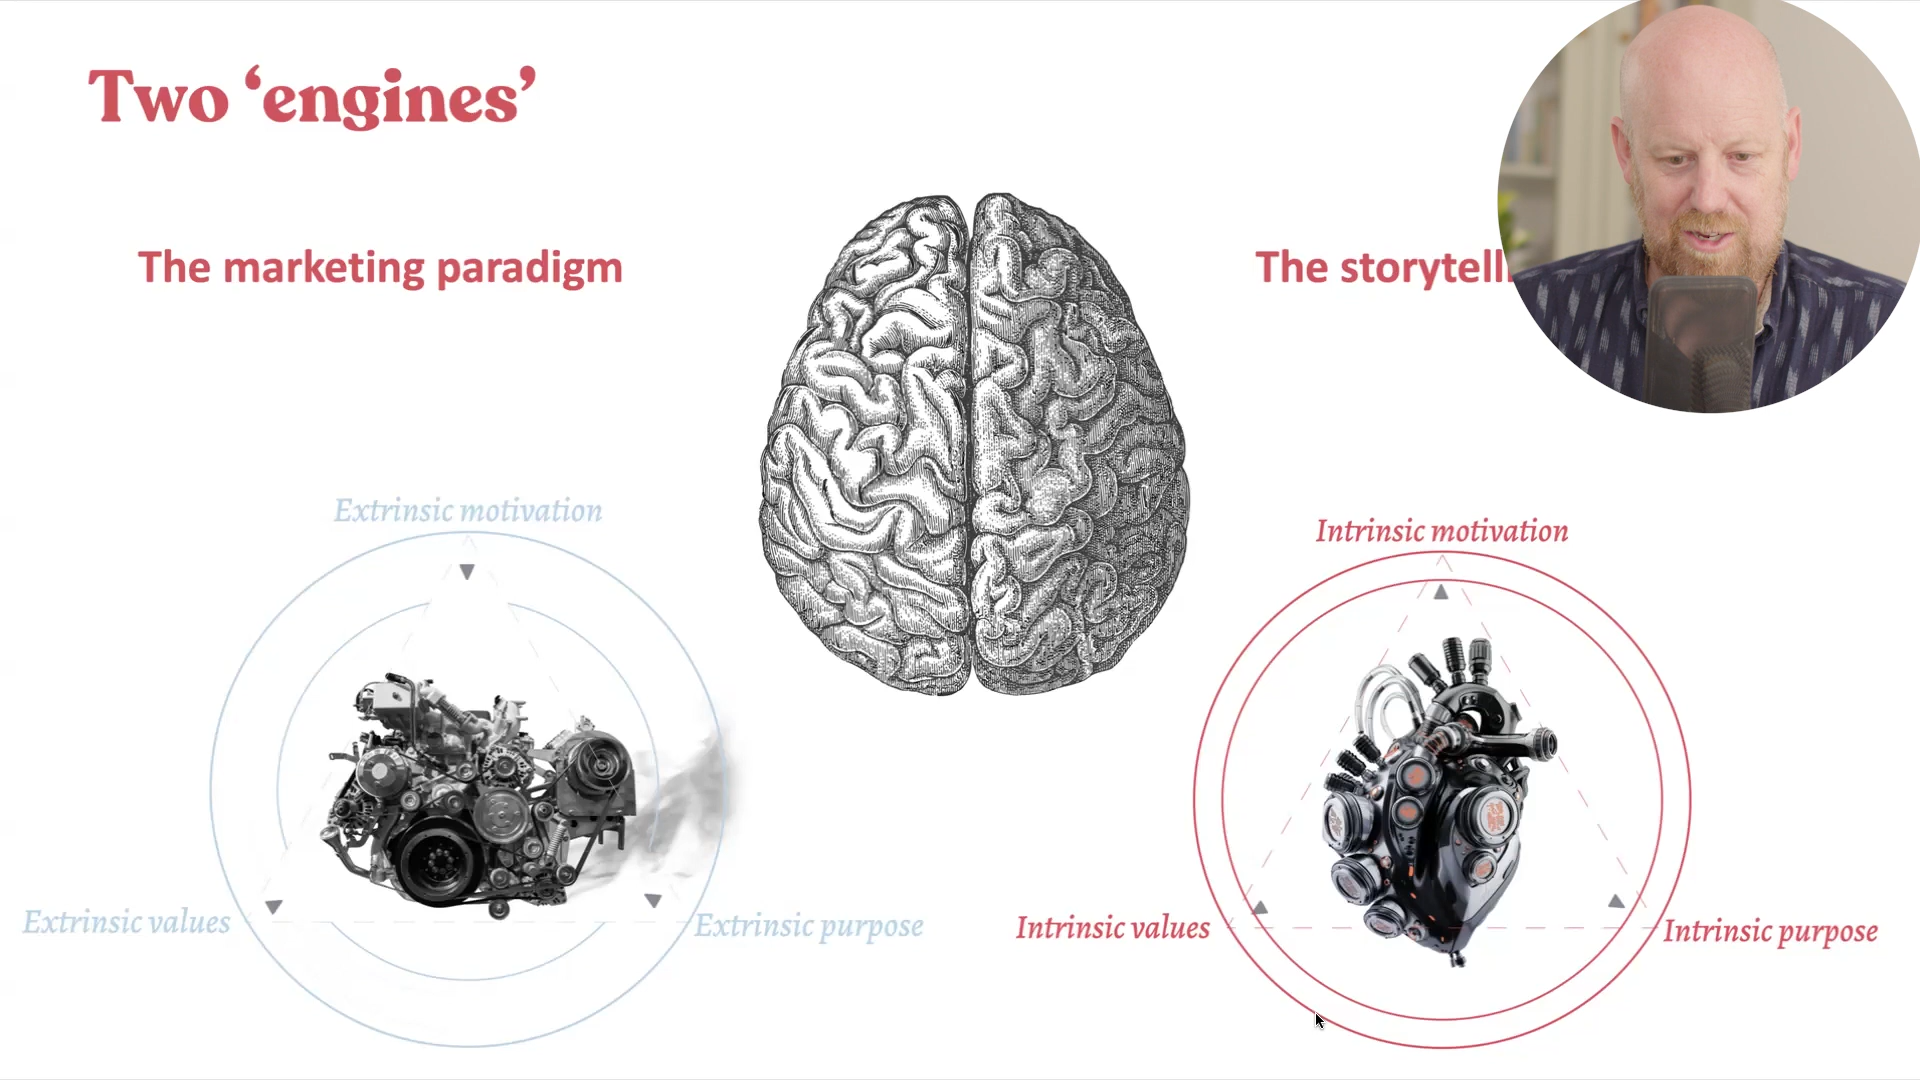 Two ‘engines’
The marketing paradigm
The storytell
Extrinsic motivation
Intrinsic motivation
Extrinsic values
Extrinsic purpose
Intrinsic values
Intrinsic purpose